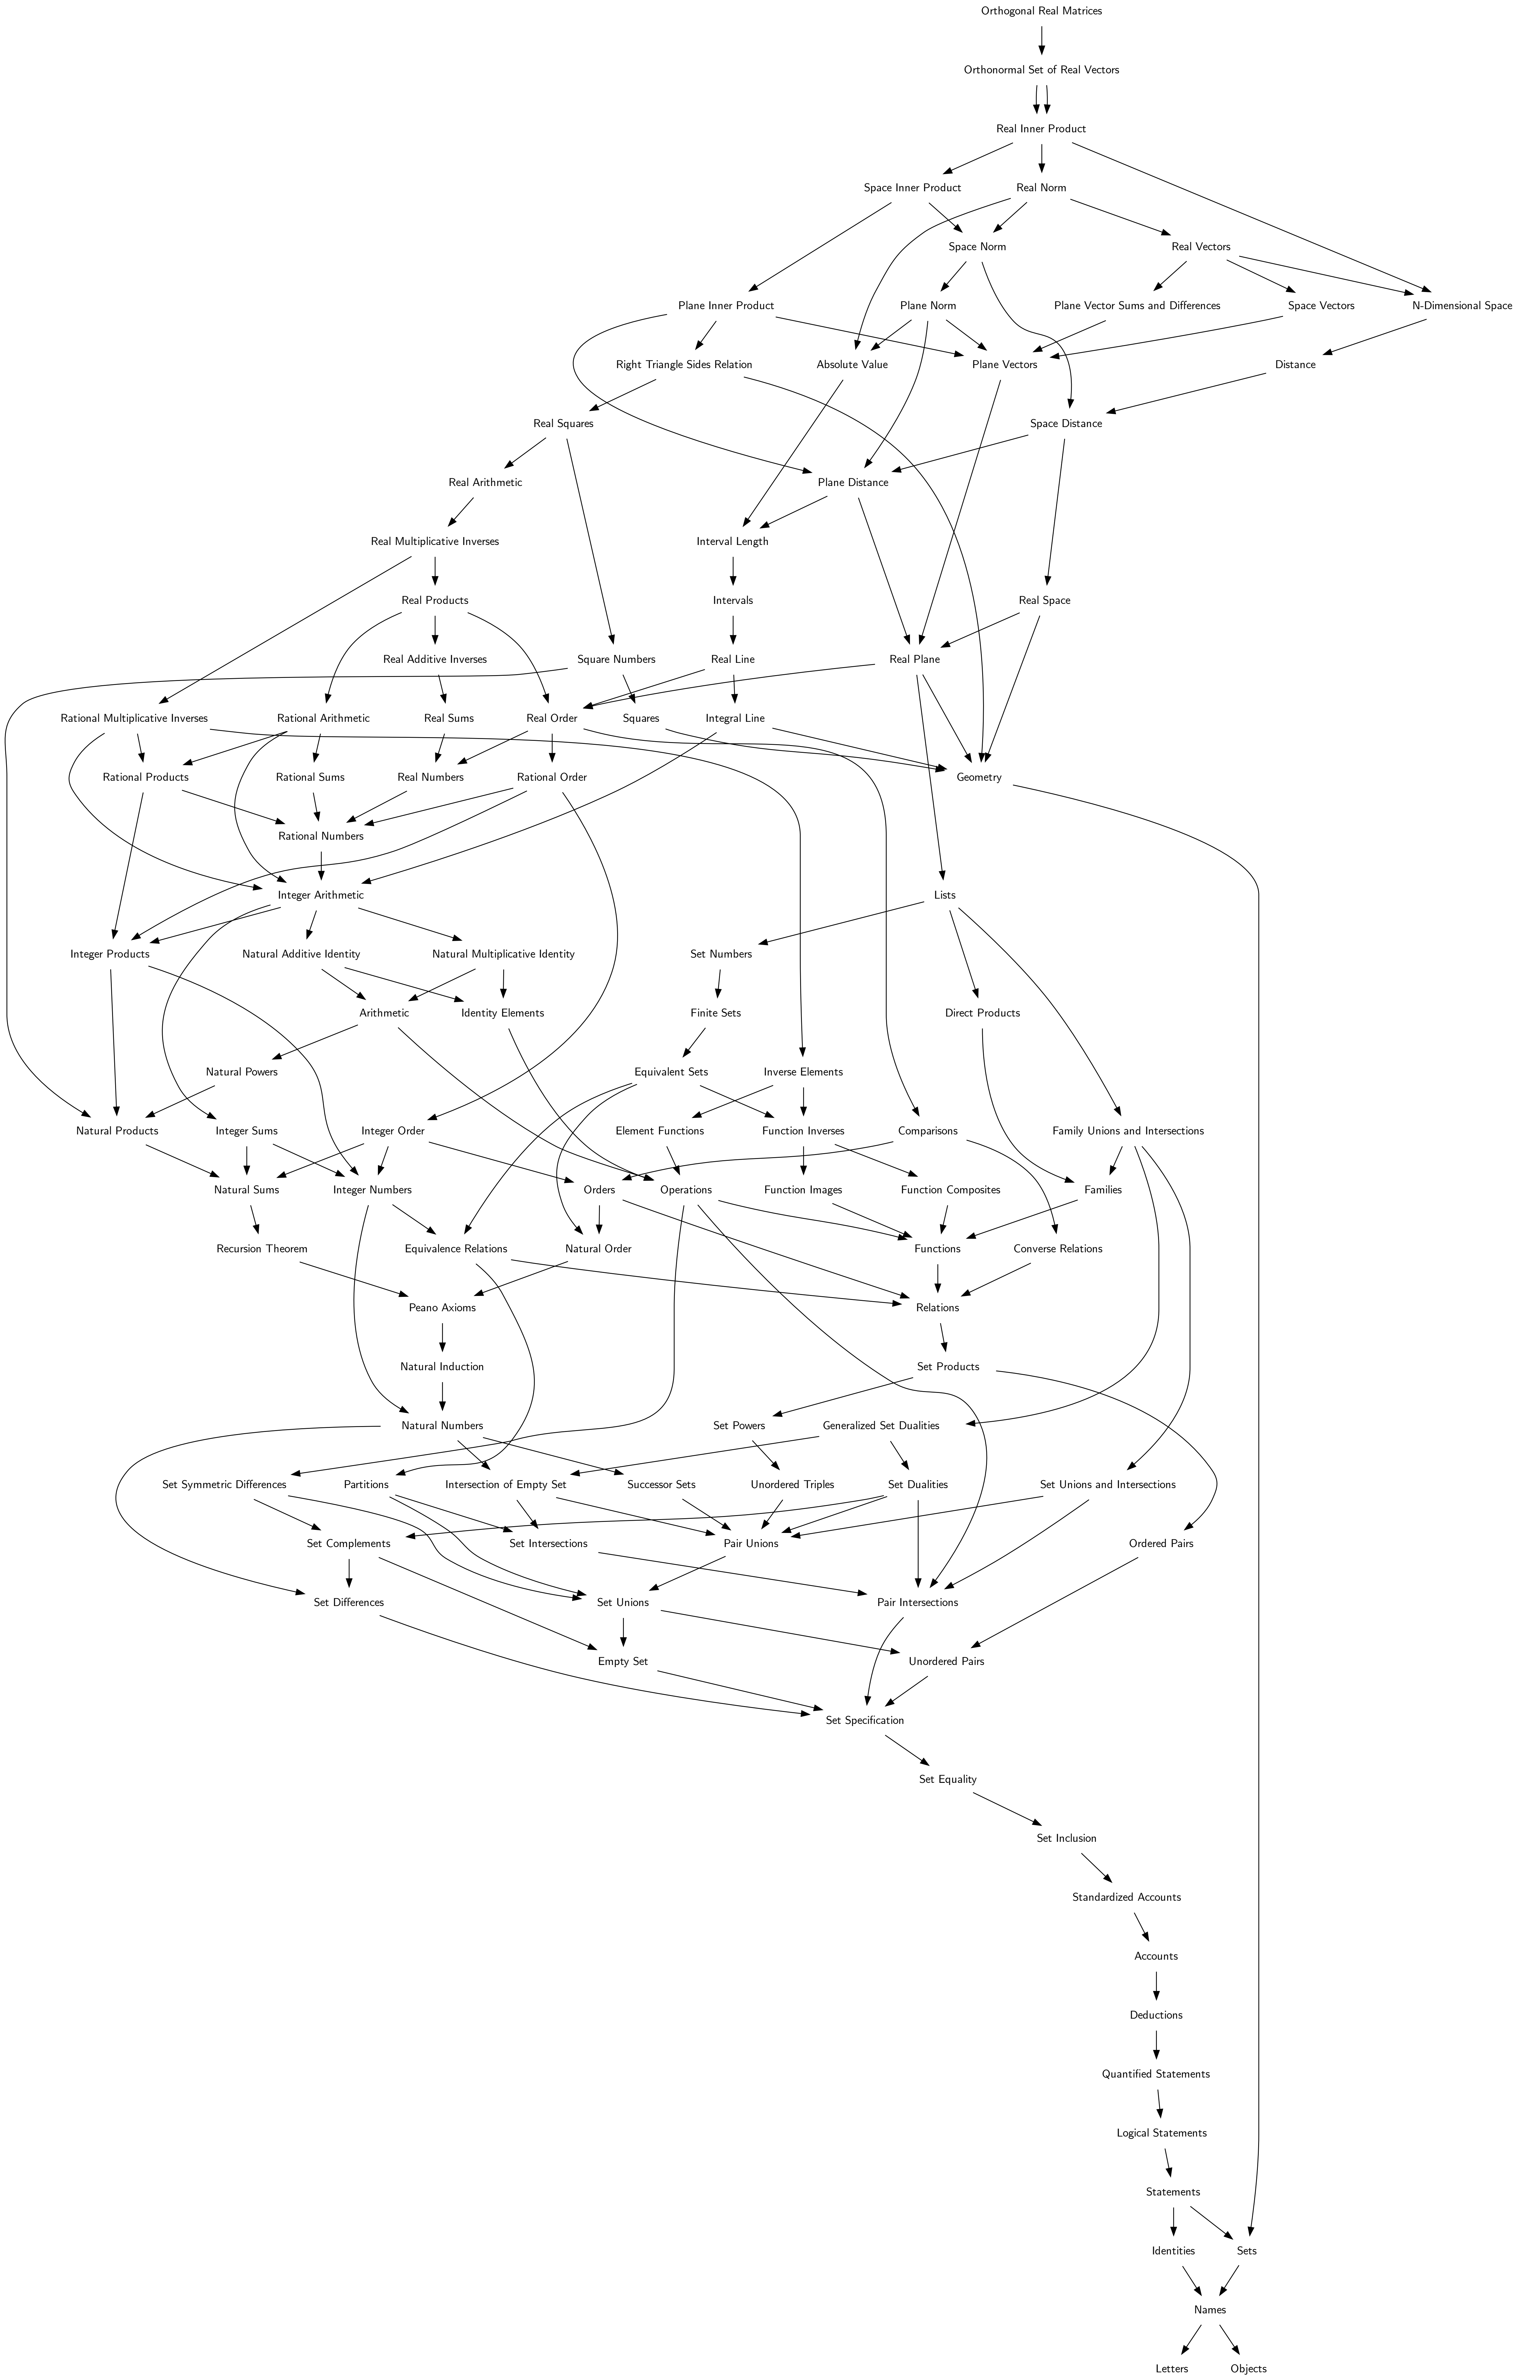 Orthogonal Real Matrices
Orthonormal Set of Real Vectors
Real Inner Product
Space Inner Product
Real Norm
Space Norm
Real Vectors
Plane Inner Product
Plane Norm
Plane Vector Sums and Differences
Space Vectors
N-Dimensional Space
Right Triangle Sides Relation
Absolute Value
Plane Vectors
Distance
Real Squares
Space Distance
Real Arithmetic
Plane Distance
Real Multiplicative Inverses
Interval Length
Real Products
Intervals
Real Space
Real Additive Inverses
Square Numbers
Real Line
Real Plane
Rational Multiplicative Inverses
Rational Arithmetic
Real Sums
Real Order
Squares
Integral Line
Rational Products
Rational Sums
Real Numbers
Rational Order
Geometry
Rational Numbers
Integer Arithmetic
Lists
Integer Products
Natural Additive Identity
Natural Multiplicative Identity
Set Numbers
Arithmetic
Identity Elements
Finite Sets
Direct Products
Natural Powers
Equivalent Sets
Inverse Elements
Natural Products
Integer Sums
Integer Order
Element Functions
Function Inverses
Comparisons
Family Unions and Intersections
Natural Sums
Integer Numbers
Orders
Operations
Function Images
Function Composites
Families
Recursion Theorem
Equivalence Relations
Natural Order
Functions
Converse Relations
Peano Axioms
Relations
Natural Induction
Set Products
Natural Numbers
Set Powers
Generalized Set Dualities
Set Symmetric Differences
Partitions
Intersection of Empty Set
Successor Sets
Unordered Triples
Set Dualities
Set Unions and Intersections
Set Complements
Set Intersections
Pair Unions
Ordered Pairs
Set Differences
Set Unions
Pair Intersections
Empty Set
Unordered Pairs
Set Specification
Set Equality
Set Inclusion
Standardized Accounts
Accounts
Deductions
Quantified Statements
Logical Statements
Statements
Identities
Sets
Names
Letters
Objects